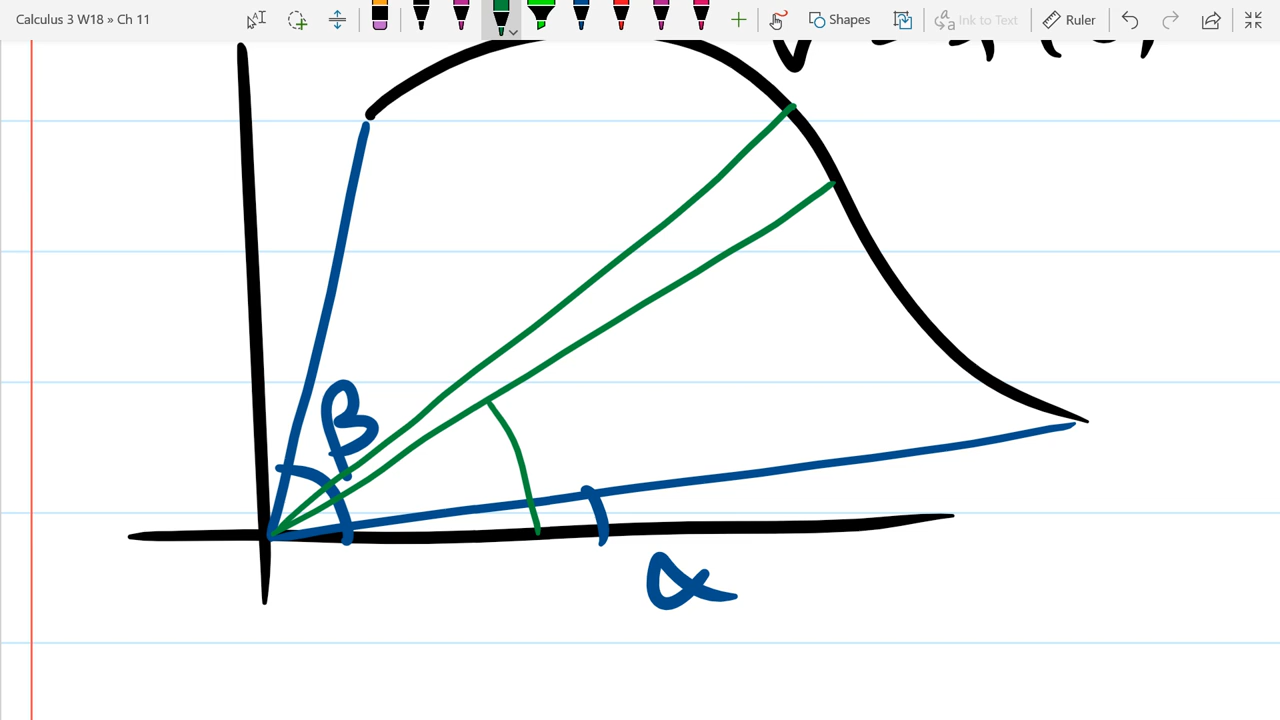 Calculus 3 W18 » Ch 11
Shapes
Ink to Text
Ruler
β
α